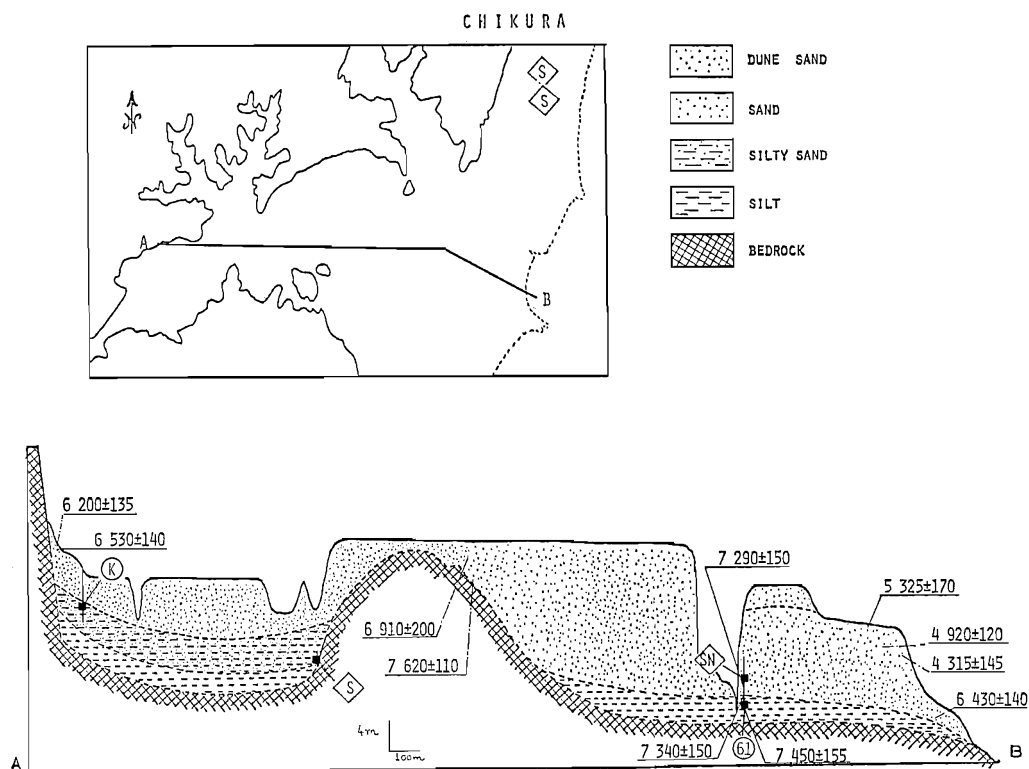 CHIKURA
N
S
S
A
B
DUNE SAND
SAND
SILTY SAND
SILT
BEDROCK
6 200±135
6 530±140
K
7 290±150
5 325±170
6 910±200
4 920±120
7 620±110
SN
4 315±145
S
6 430±140
4m
100m
7 340±150
61
7 450±155
A
B